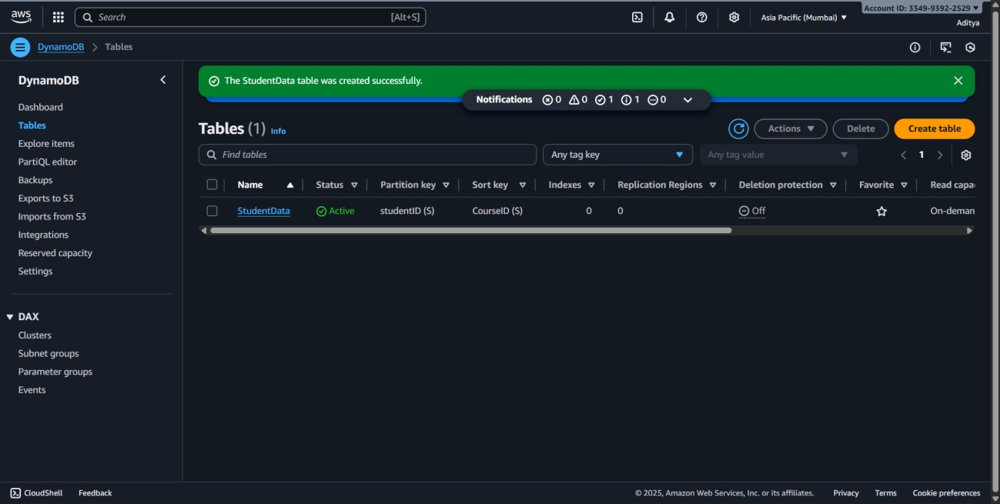 aws
Search [Alt+S]
Asia Pacific (Mumbai)
Account ID: 3349-9392-2529
Aditya
DynamoDB > Tables
DynamoDB
Dashboard
Tables
Explore items
PartiQL editor
Backups
Exports to S3
Imports from S3
Integrations
Reserved capacity
Settings
DAX
Clusters
Subnet groups
Parameter groups
Events
The StudentData table was created successfully.
Notifications 0 0 1 1 0
Tables (1) Info
Actions Delete Create table
Find tables Any tag key Any tag value 1
Name Status Partition key Sort key Indexes Replication Regions Deletion protection Favorite Read capa
StudentData Active studentID (S) CourseID (S) 0 0 Off On-deman
CloudShell Feedback © 2025, Amazon Web Services, Inc. or its affiliates. Privacy Terms Cookie preferences